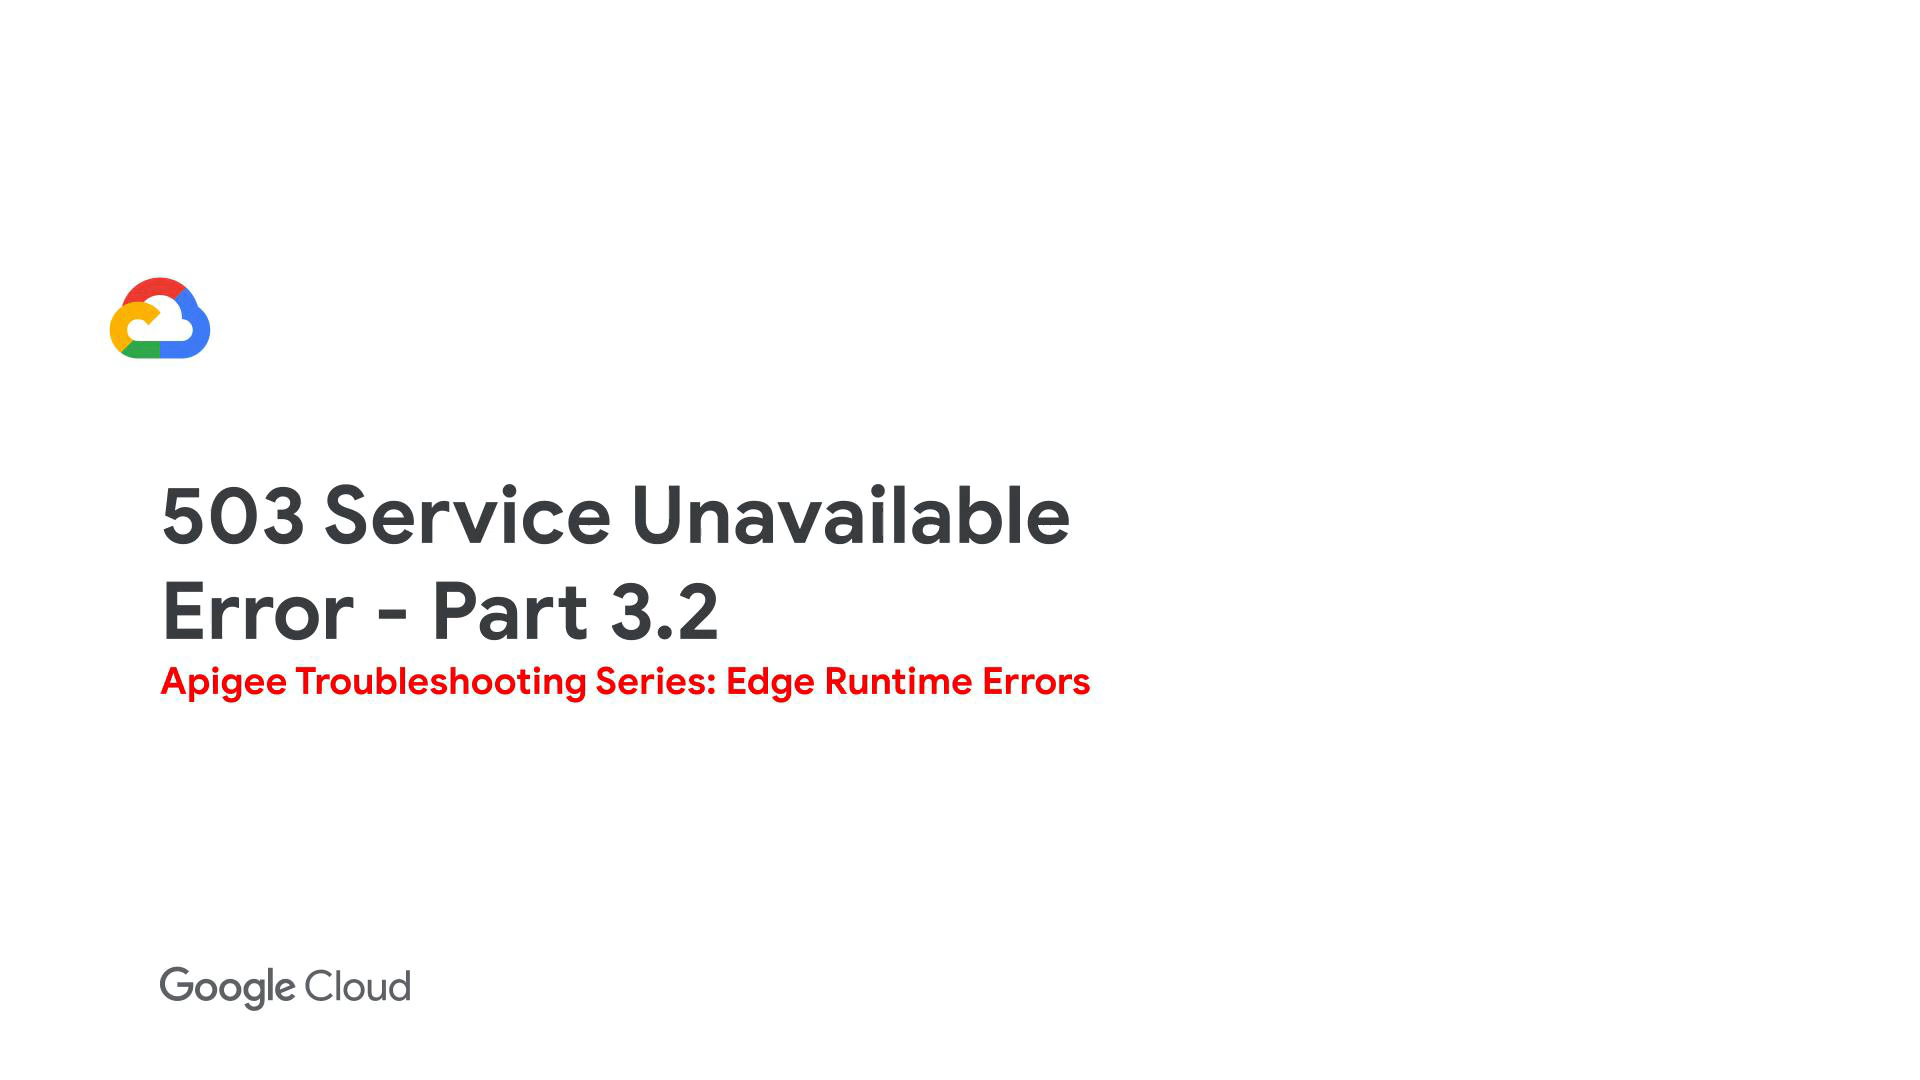 503 Service Unavailable
Error - Part 3.2
Apigee Troubleshooting Series: Edge Runtime Errors
Google Cloud